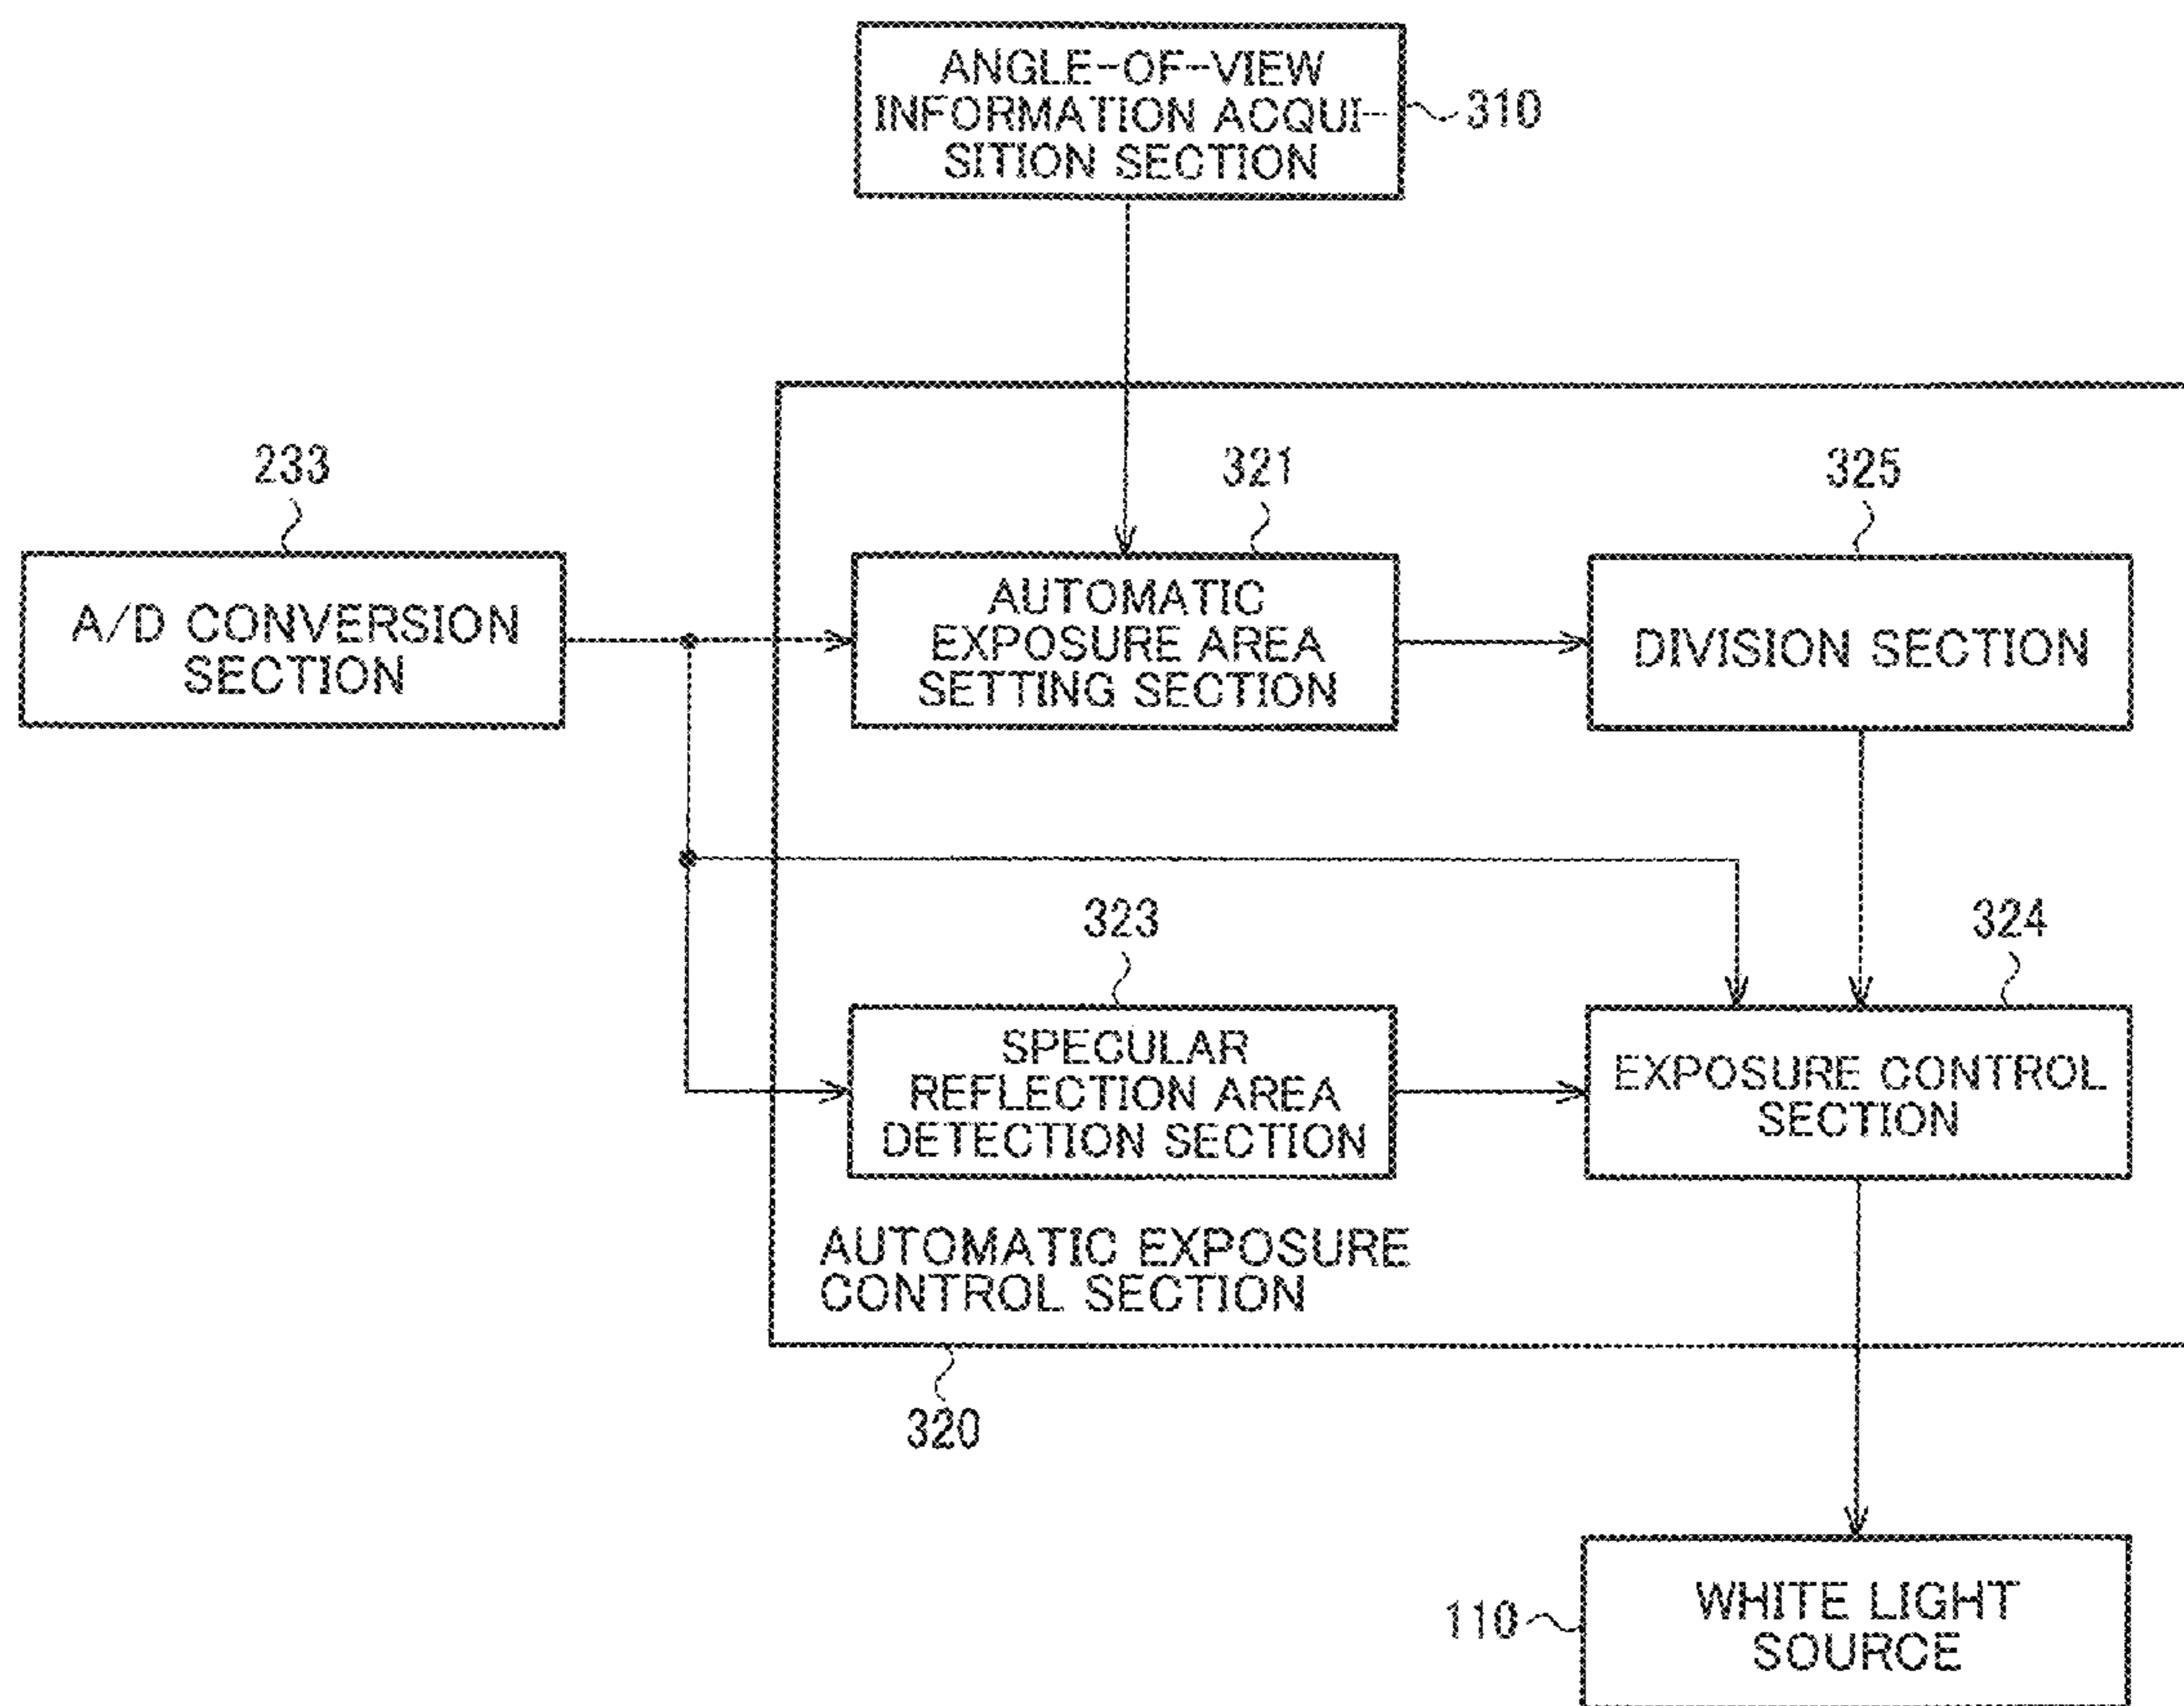 ANGLE-OF-VIEW
INFORMATION ACQUI-
SITION SECTION
310
233
321
325
A/D CONVERSION
SECTION
AUTOMATIC
EXPOSURE AREA
SETTING SECTION
DIVISION SECTION
323
324
SPECULAR
REFLECTION AREA
DETECTION SECTION
EXPOSURE CONTROL
SECTION
AUTOMATIC EXPOSURE
CONTROL SECTION
320
110
WHITE LIGHT
SOURCE